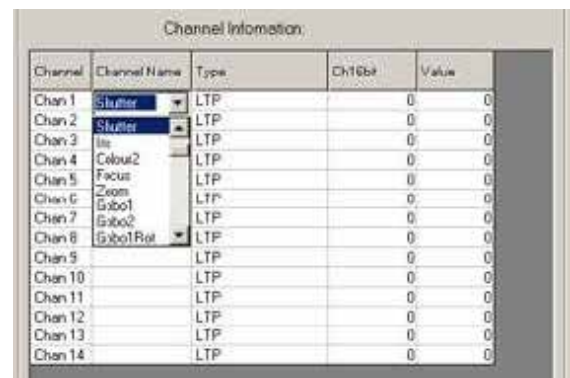 Channel Infomation:
Channel Channel Name Type Ch16bit Value
Chan 1 Shutter LTP 0 0
Chan 2 Shutter LTP 0 0
Chan 3 Iris LTP 0 0
Chan 4 Colour2 LTP 0 0
Chan 5 Focus LTP 0 0
Chan 6 Zoom LTP 0 0
Gobo1
Chan 7 Gobo2 LTP 0 0
Chan 8 Gobo1Rot LTP 0 0
Chan 9 LTP 0 0
Chan 10 LTP 0 0
Chan 11 LTP 0 0
Chan 12 LTP 0 0
Chan 13 LTP 0 0
Chan 14 LTP 0 0